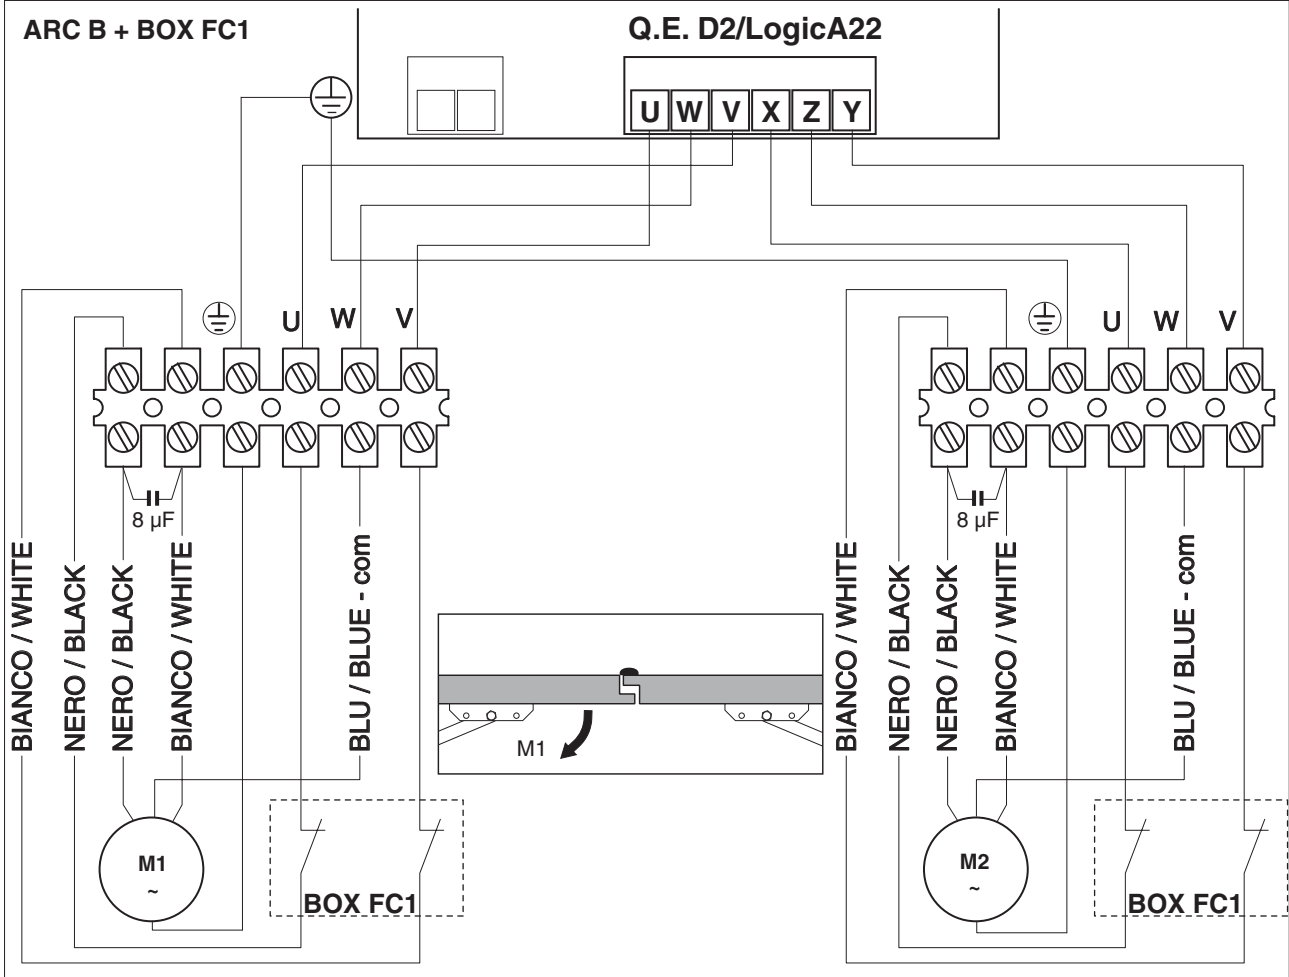 ARC B + BOX FC1
Q.E. D2/LogicA22
U W V X Z Y
U W V
U W V
8 µF
8 µF
BIANCO / WHITE
NERO / BLACK
NERO / BLACK
BIANCO / WHITE
BLU / BLUE - com
BIANCO / WHITE
NERO / BLACK
NERO / BLACK
BIANCO / WHITE
BLU / BLUE - com
M1
M1
~
BOX FC1
M2
~
BOX FC1